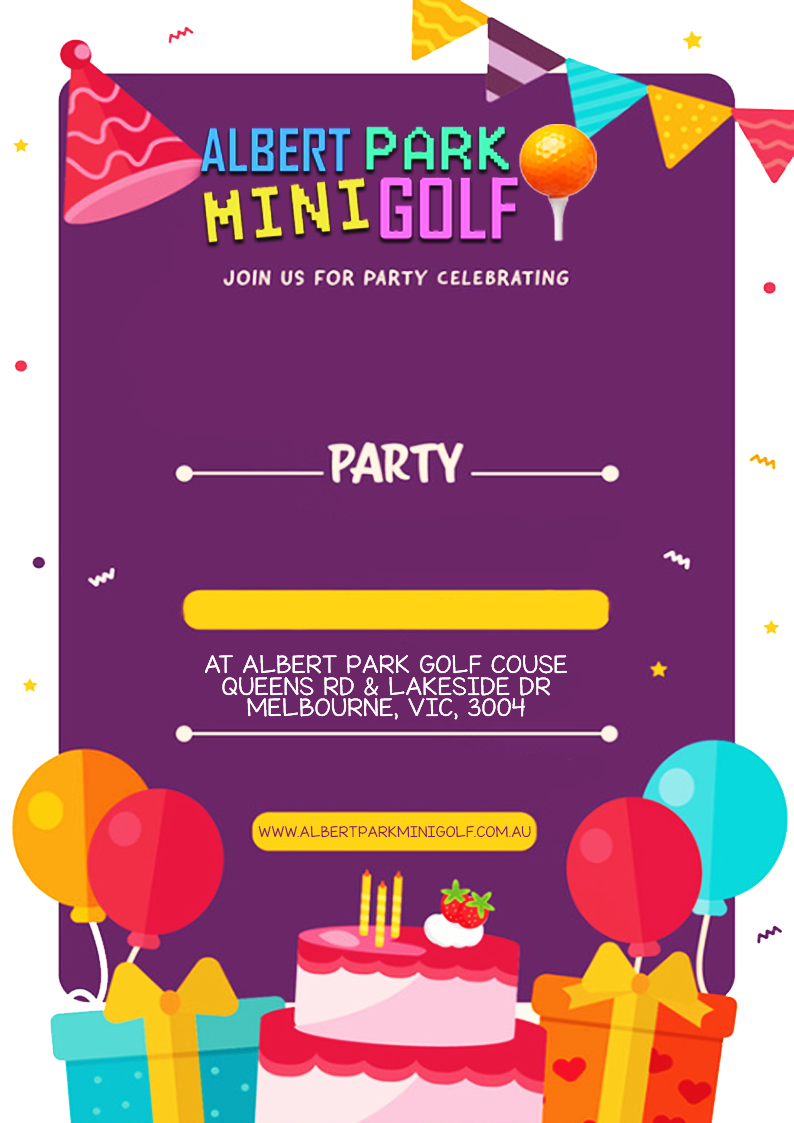 ALBERT PARK
MINI GOLF
JOIN US FOR PARTY CELEBRATING
PARTY
AT ALBERT PARK GOLF COUSE
QUEENS RD & LAKESIDE DR
MELBOURNE, VIC, 3004
WWW.ALBERTPARKMINIGOLF.COM.AU